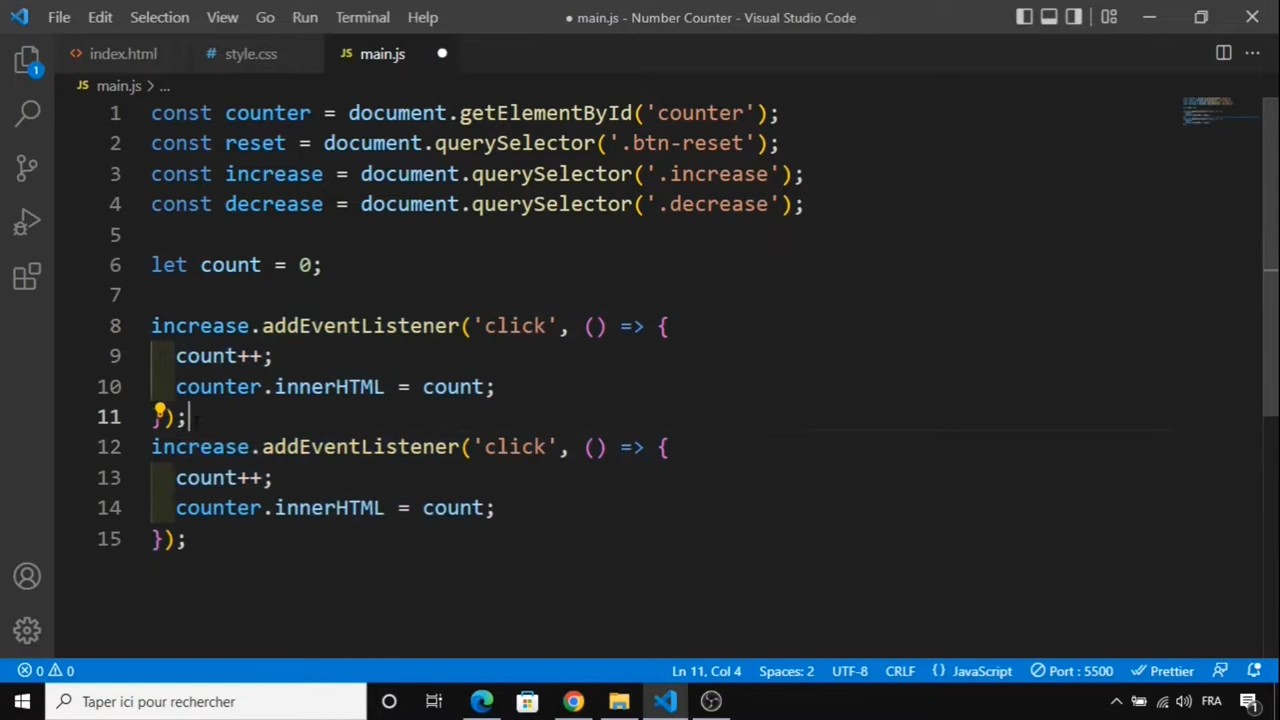 File Edit Selection View Go Run Terminal Help ● main.js - Number Counter - Visual Studio Code
<> index.html # style.css JS main.js ●
JS main.js > ...
1 const counter = document.getElementById('counter');
2 const reset = document.querySelector('.btn-reset');
3 const increase = document.querySelector('.increase');
4 const decrease = document.querySelector('.decrease');
5
6 let count = 0;
7
8 increase.addEventListener('click', () => {
9 count++;
10 counter.innerHTML = count;
11 });
12 increase.addEventListener('click', () => {
13 count++;
14 counter.innerHTML = count;
15 });
1
0 0 Ln 11, Col 4 Spaces: 2 UTF-8 CRLF {} JavaScript Port : 5500 Prettier
Taper ici pour rechercher FRA 1